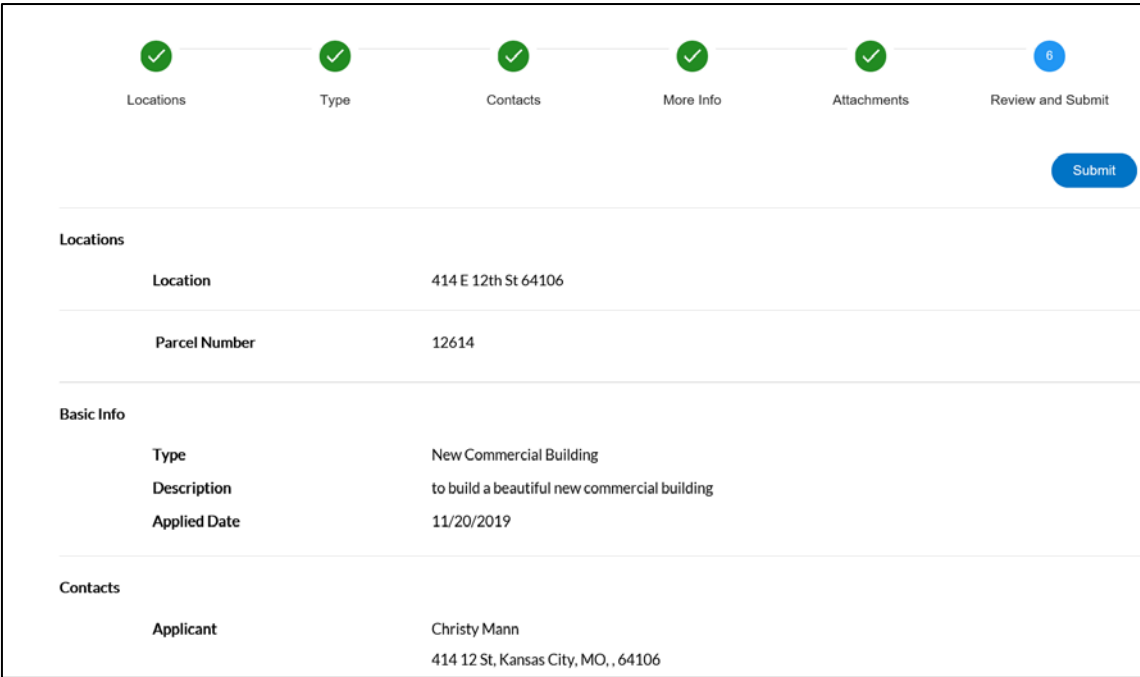 6
Locations Type Contacts More Info Attachments Review and Submit
Submit
Locations
Location 414 E 12th St 64106
Parcel Number 12614
Basic Info
Type New Commercial Building
Description to build a beautiful new commercial building
Applied Date 11/20/2019
Contacts
Applicant Christy Mann
414 12 St, Kansas City, MO, , 64106